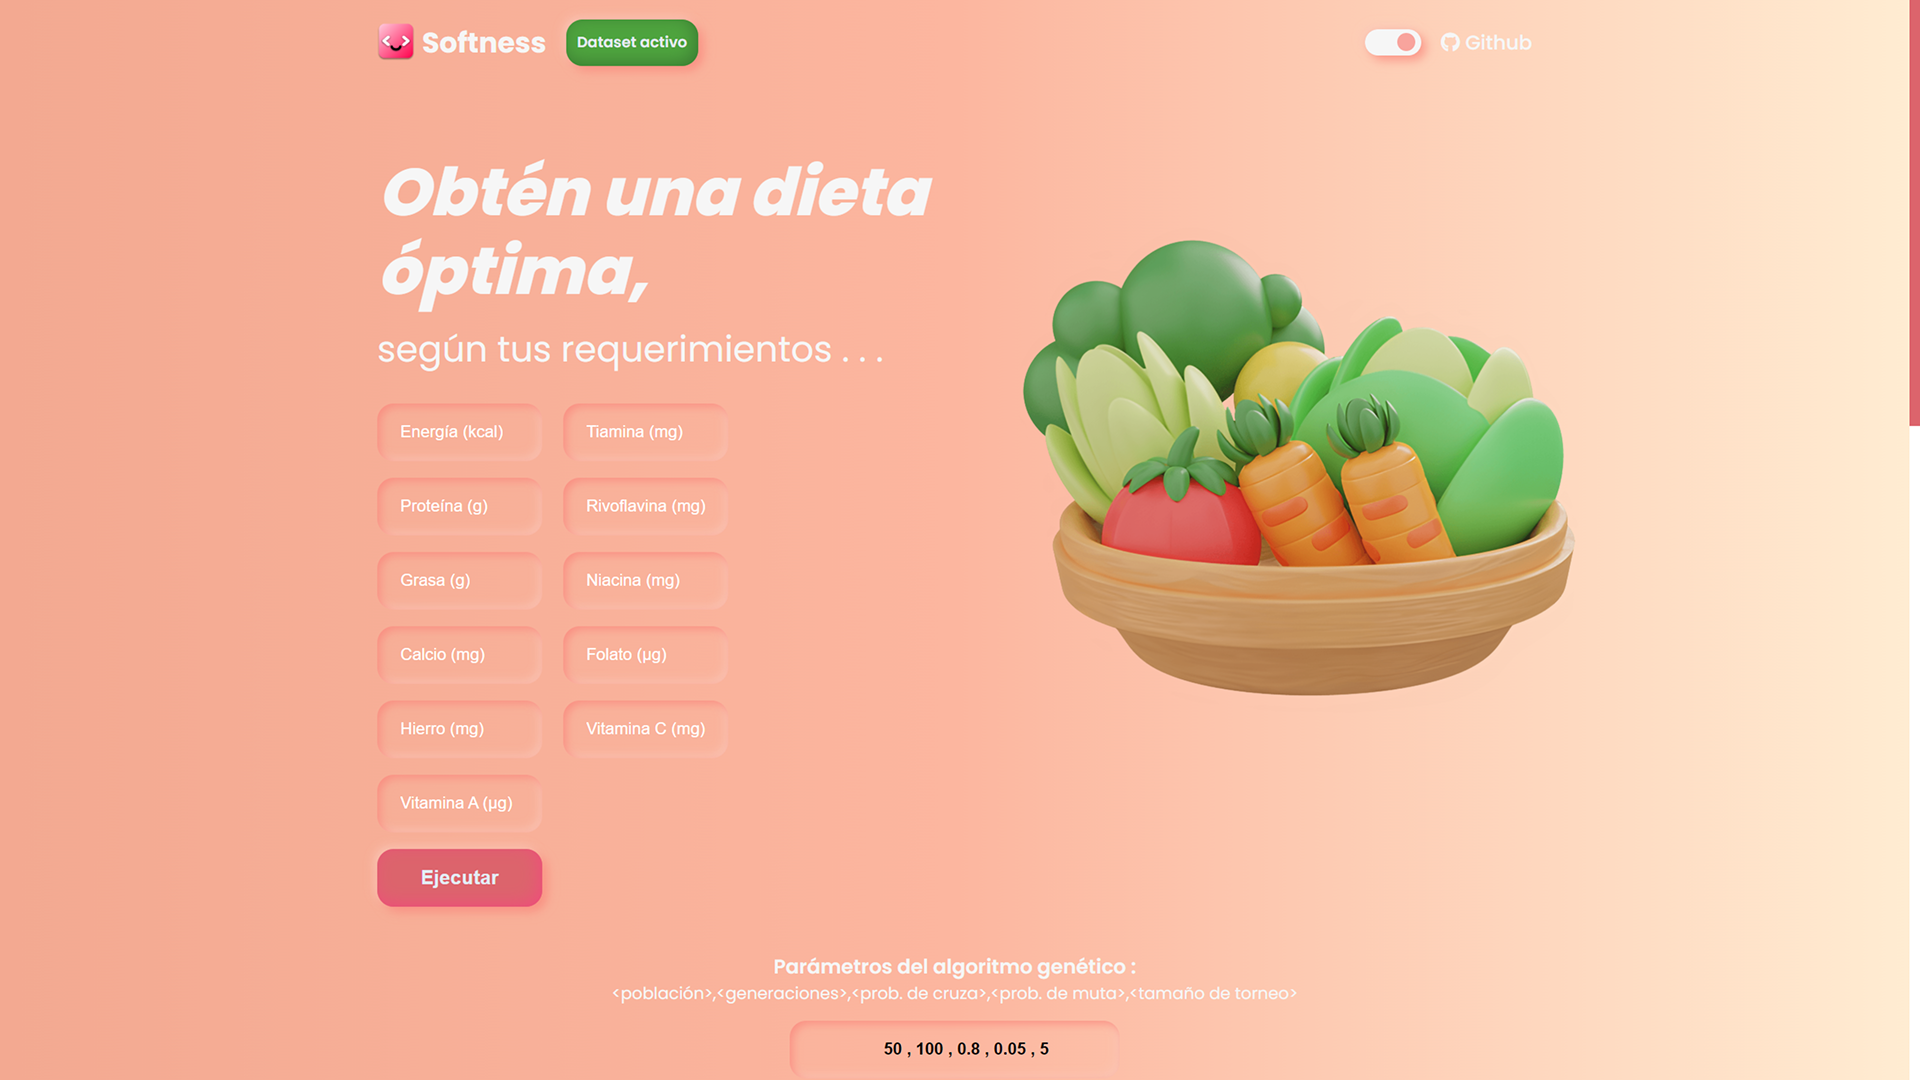 Softness
Dataset activo
Github
Obtén una dieta
óptima,
según tus requerimientos . . .
Energía (kcal)
Tiamina (mg)
Proteína (g)
Rivoflavina (mg)
Grasa (g)
Niacina (mg)
Calcio (mg)
Folato (µg)
Hierro (mg)
Vitamina C (mg)
Vitamina A (µg)
Ejecutar
Parámetros del algoritmo genético :
<población>,<generaciones>,<prob. de cruza>,<prob. de muta>,<tamaño de torneo>
50 , 100 , 0.8 , 0.05 , 5